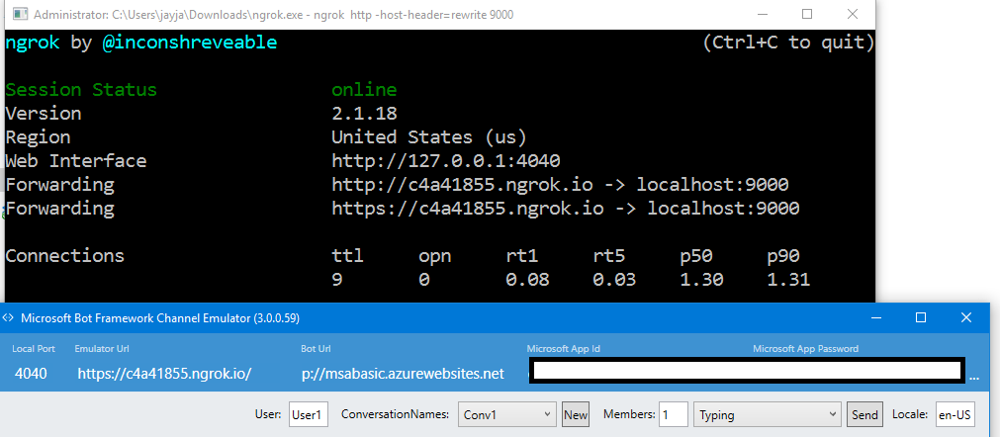 Administrator: C:\Users\jayja\Downloads\ngrok.exe - ngrok http -host-header=rewrite 9000
ngrok by @inconshreveable (Ctrl+C to quit)
Session Status online
Version 2.1.18
Region United States (us)
Web Interface http://127.0.0.1:4040
Forwarding http://c4a41855.ngrok.io -> localhost:9000
Forwarding https://c4a41855.ngrok.io -> localhost:9000
Connections ttl opn rt1 rt5 p50 p90
9 0 0.08 0.03 1.30 1.31
Microsoft Bot Framework Channel Emulator (3.0.0.59)
Local Port Emulator Url Bot Url Microsoft App Id Microsoft App Password
4040 https://c4a41855.ngrok.io/ p://msabasic.azurewebsites.net ...
User: User1 ConversationNames: Conv1 New Members: 1 Typing Send Locale: en-US